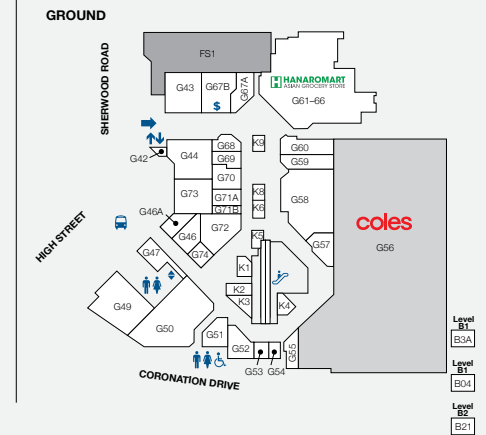 GROUND
SHERWOOD ROAD
FS1
G43
G67B
$
G67A
HANAROMART
ASIAN GROCERY STORE
G61–66
G42
G44
G68
G69
G70
K9
G60
G59
G73
G71A
G71B
K8
K6
G58
coles
G56
G46A
G46
G72
G74
K5
G57
HIGH STREET
G47
K1
K2
K3
K4
G49
G50
G51
G52
G53
G54
G55
CORONATION DRIVE
Level
B1
B3A
Level
B1
B04
Level
B2
B21